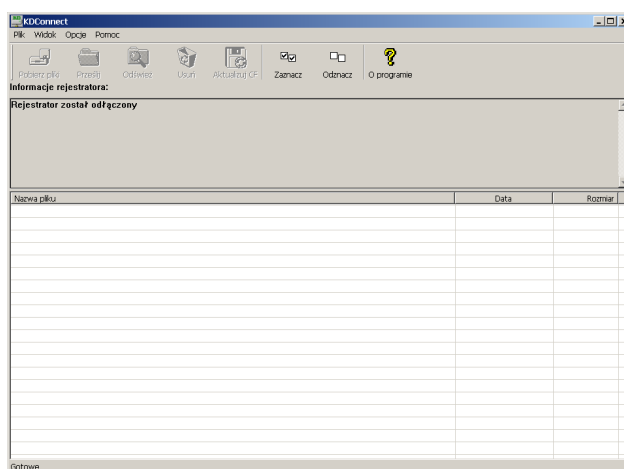 KDConnect
Plik Widok Opcje Pomoc
Pobierz pliki Prześlij Odśwież Usuń Aktualizuj CF Zaznacz Odznacz O programie
Informacje rejestratora:
Rejestrator został odłączony
Nazwa pliku Data Rozmiar
Gotowe